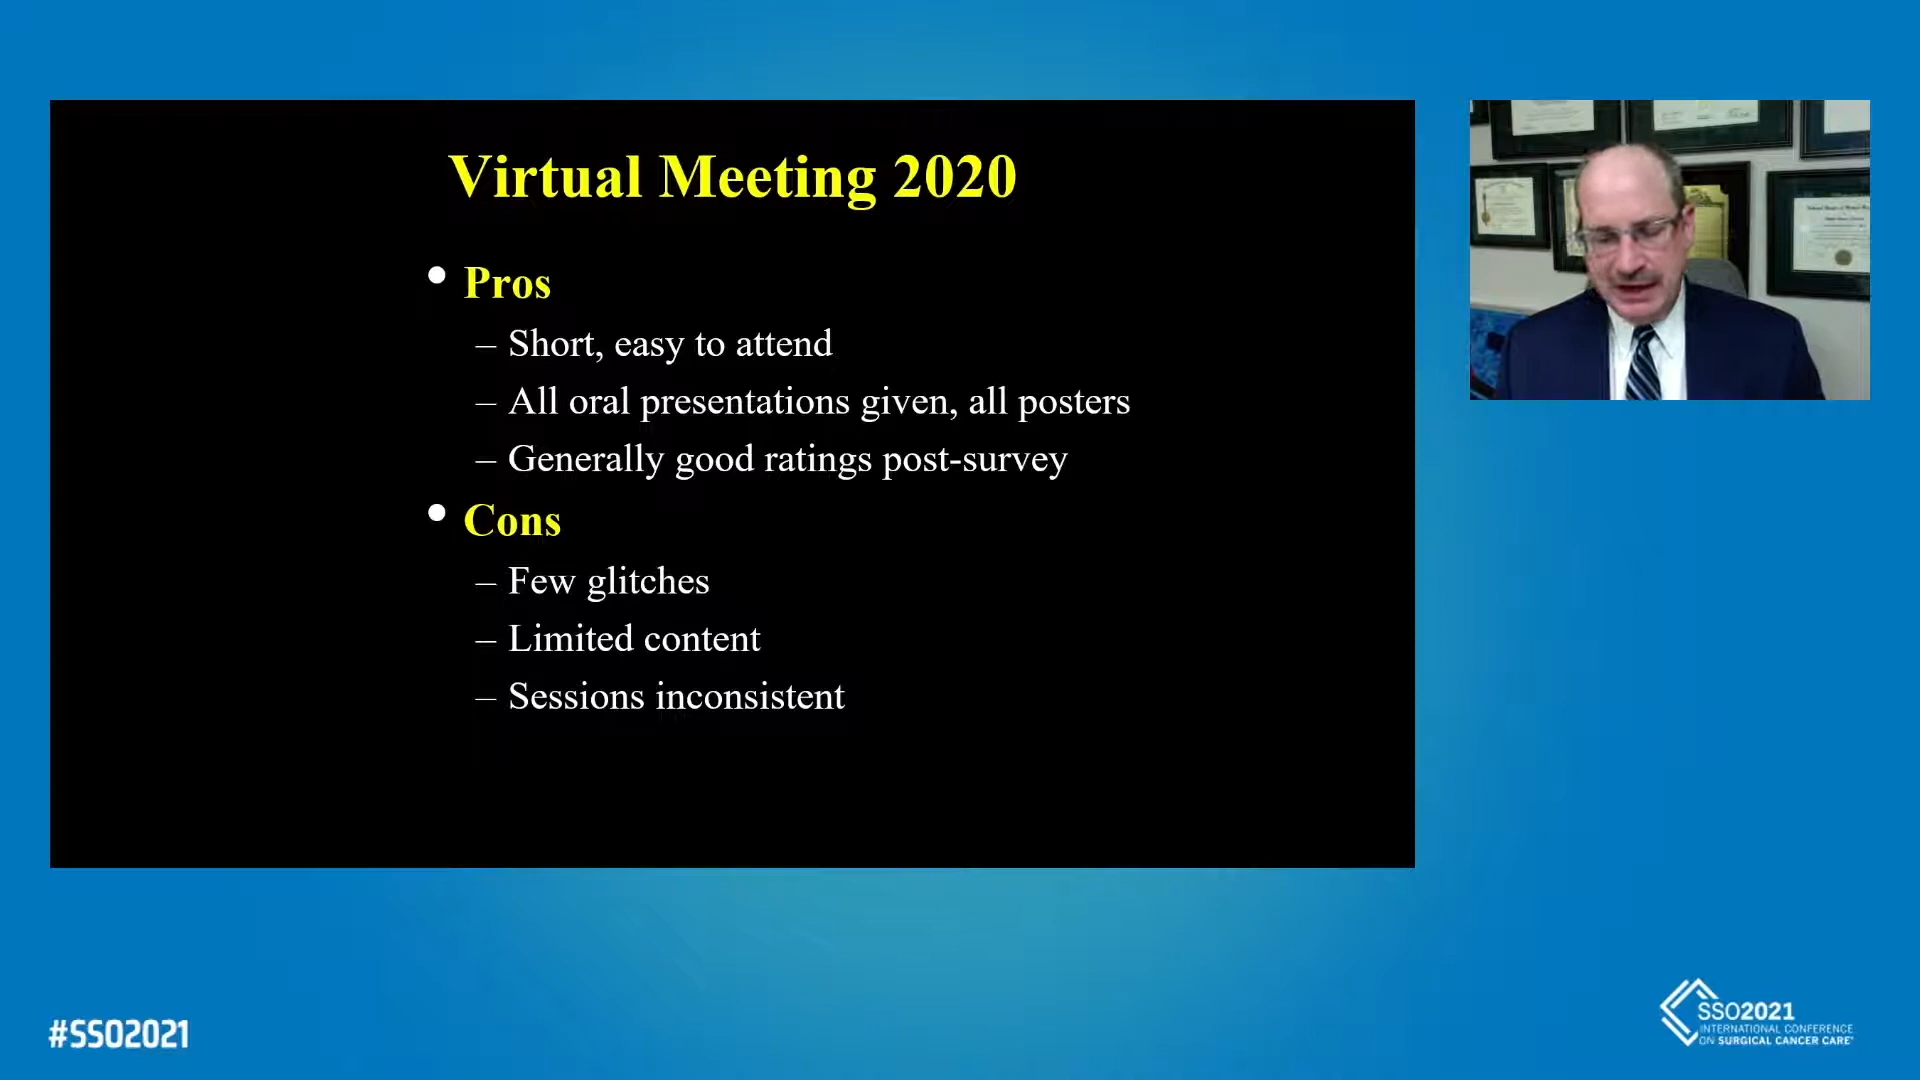 Virtual Meeting 2020
• Pros
– Short, easy to attend
– All oral presentations given, all posters
– Generally good ratings post-survey
• Cons
– Few glitches
– Limited content
– Sessions inconsistent
#SSO2021
SSO2021
INTERNATIONAL CONFERENCE
ON SURGICAL CANCER CARE